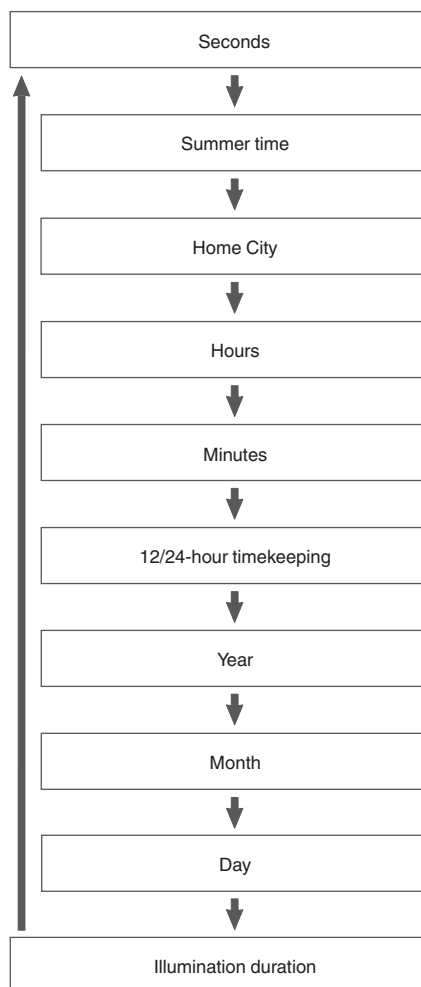 Seconds
Summer time
Home City
Hours
Minutes
12/24-hour timekeeping
Year
Month
Day
Illumination duration